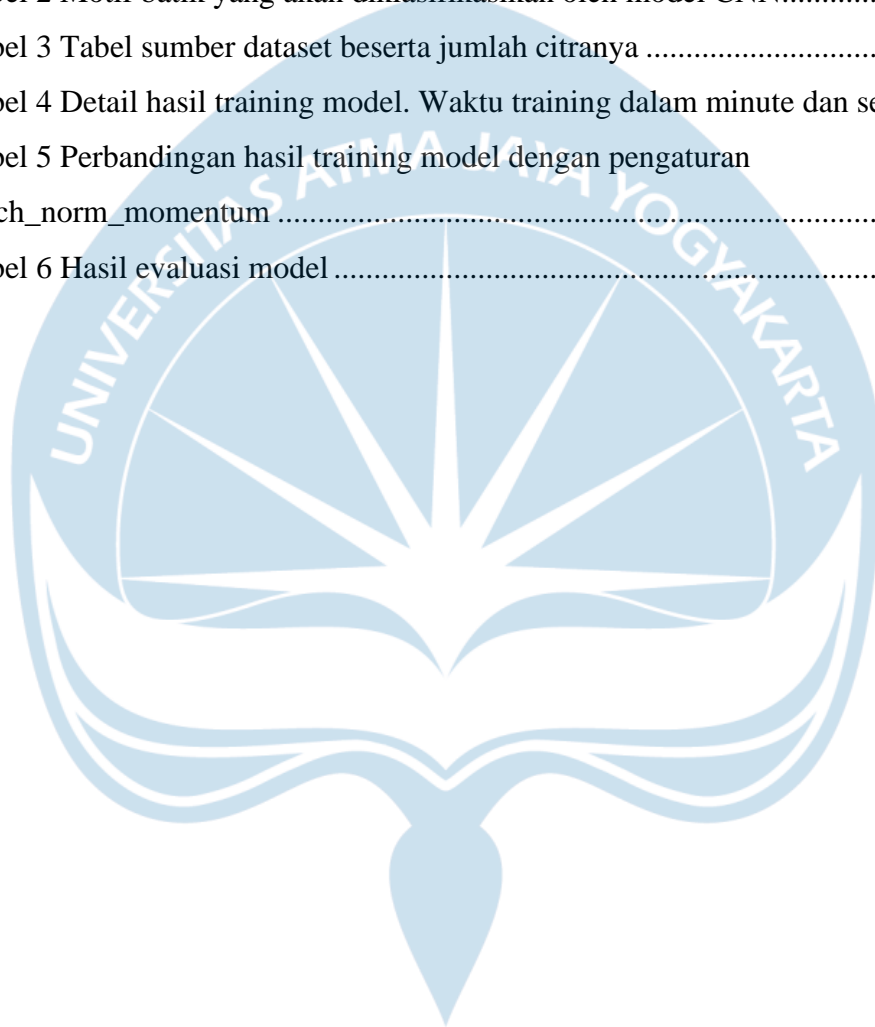 bel 2 Motif batik yang akan diklasifikasikan oleh model CNN............
bel 3 Tabel sumber dataset beserta jumlah citranya .............................
bel 4 Detail hasil training model. Waktu training dalam minute dan se
bel 5 Perbandingan hasil training model dengan pengaturan
ch_norm_momentum .........................................................................
bel 6 Hasil evaluasi model ..................................................................
UNIVERSITAS ATMA JAYA YOGYAKARTA